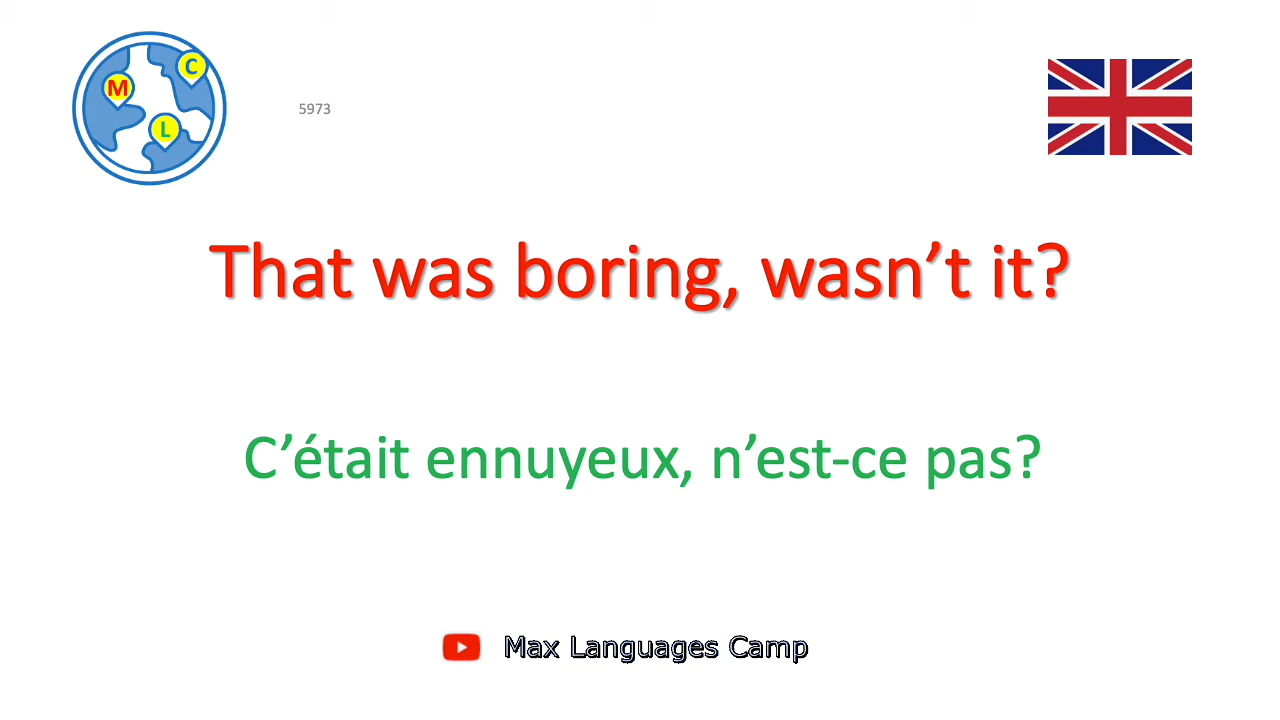 M
C
L
5973
That was boring, wasn’t it?
C’était ennuyeux, n’est-ce pas?
Max Languages Camp